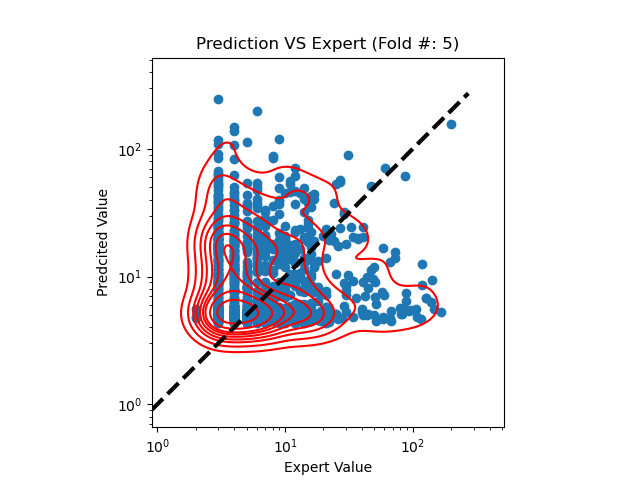 Prediction VS Expert (Fold #: 5)
Predcited Value
10²
10¹
10⁰
10⁰ 10¹ 10²
Expert Value